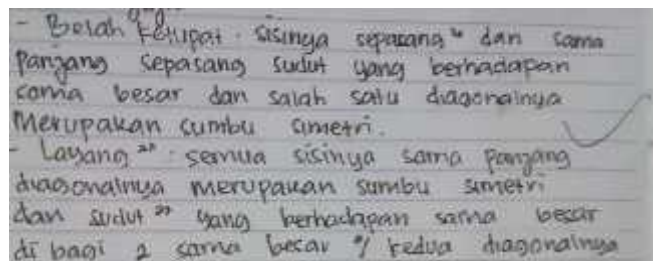 - Belah ketupat : sisinya sepasang" dan sama
panjang sepasang sudut yang berhadapan
sama besar dan salah satu diagonalnya
Merupakan sumbu simetri.
- Layang" : semua sisinya sama panjang
diagonalnya merupakan sumbu simetri
dan sudut" yang berhadapan sama besar
di bagi 2 sama besar o/ kedua diagonalnya